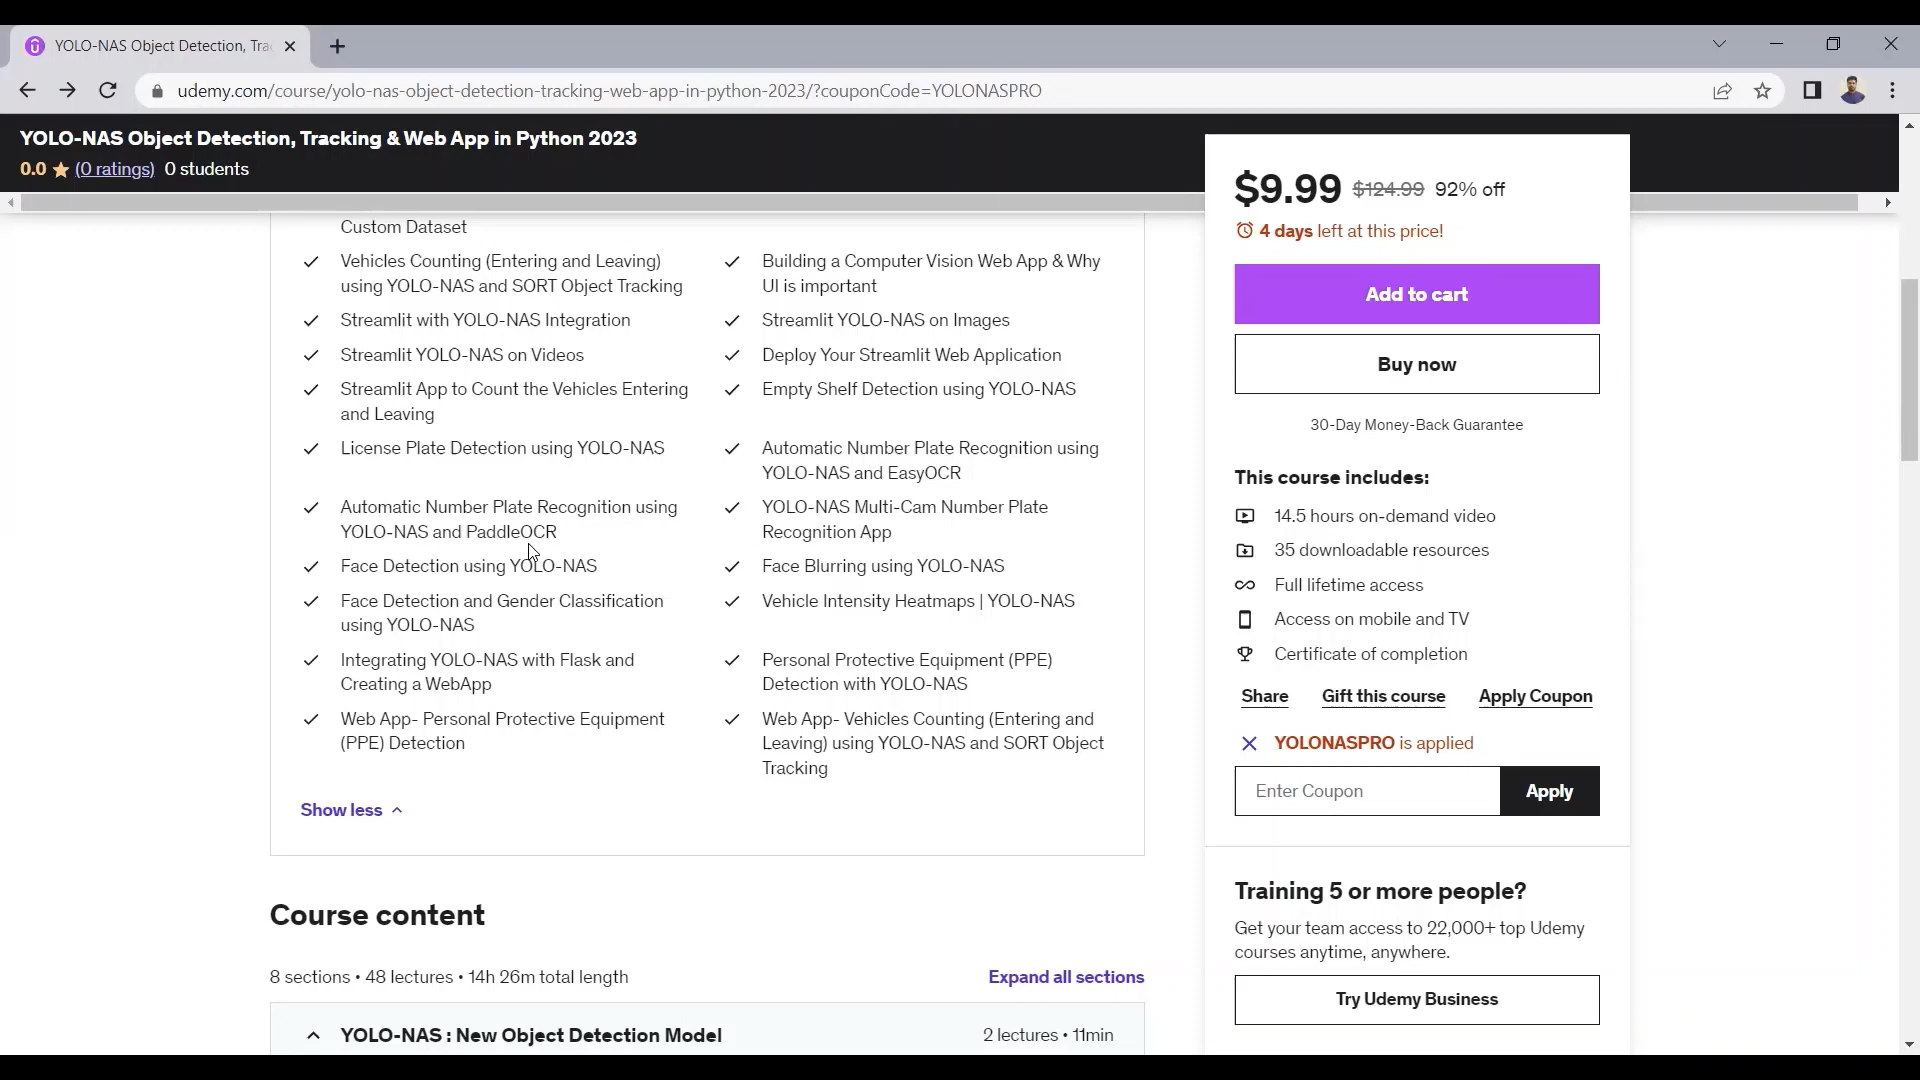 YOLO-NAS Object Detection, Tra
udemy.com/course/yolo-nas-object-detection-tracking-web-app-in-python-2023/?couponCode=YOLONASPRO
YOLO-NAS Object Detection, Tracking & Web App in Python 2023
0.0 (0 ratings) 0 students
Custom Dataset
Vehicles Counting (Entering and Leaving)
using YOLO-NAS and SORT Object Tracking
Building a Computer Vision Web App & Why
UI is important
Streamlit with YOLO-NAS Integration
Streamlit YOLO-NAS on Images
Streamlit YOLO-NAS on Videos
Deploy Your Streamlit Web Application
Streamlit App to Count the Vehicles Entering
and Leaving
Empty Shelf Detection using YOLO-NAS
License Plate Detection using YOLO-NAS
Automatic Number Plate Recognition using
YOLO-NAS and EasyOCR
Automatic Number Plate Recognition using
YOLO-NAS and PaddleOCR
YOLO-NAS Multi-Cam Number Plate
Recognition App
Face Detection using YOLO-NAS
Face Blurring using YOLO-NAS
Face Detection and Gender Classification
using YOLO-NAS
Vehicle Intensity Heatmaps | YOLO-NAS
Integrating YOLO-NAS with Flask and
Creating a WebApp
Personal Protective Equipment (PPE)
Detection with YOLO-NAS
Web App- Personal Protective Equipment
(PPE) Detection
Web App- Vehicles Counting (Entering and
Leaving) using YOLO-NAS and SORT Object
Tracking
Show less
Course content
8 sections • 48 lectures • 14h 26m total length
Expand all sections
YOLO-NAS : New Object Detection Model
2 lectures • 11min
$9.99 $124.99 92% off
4 days left at this price!
Add to cart
Buy now
30-Day Money-Back Guarantee
This course includes:
14.5 hours on-demand video
35 downloadable resources
Full lifetime access
Access on mobile and TV
Certificate of completion
Share Gift this course Apply Coupon
YOLONASPRO is applied
Enter Coupon
Apply
Training 5 or more people?
Get your team access to 22,000+ top Udemy
courses anytime, anywhere.
Try Udemy Business